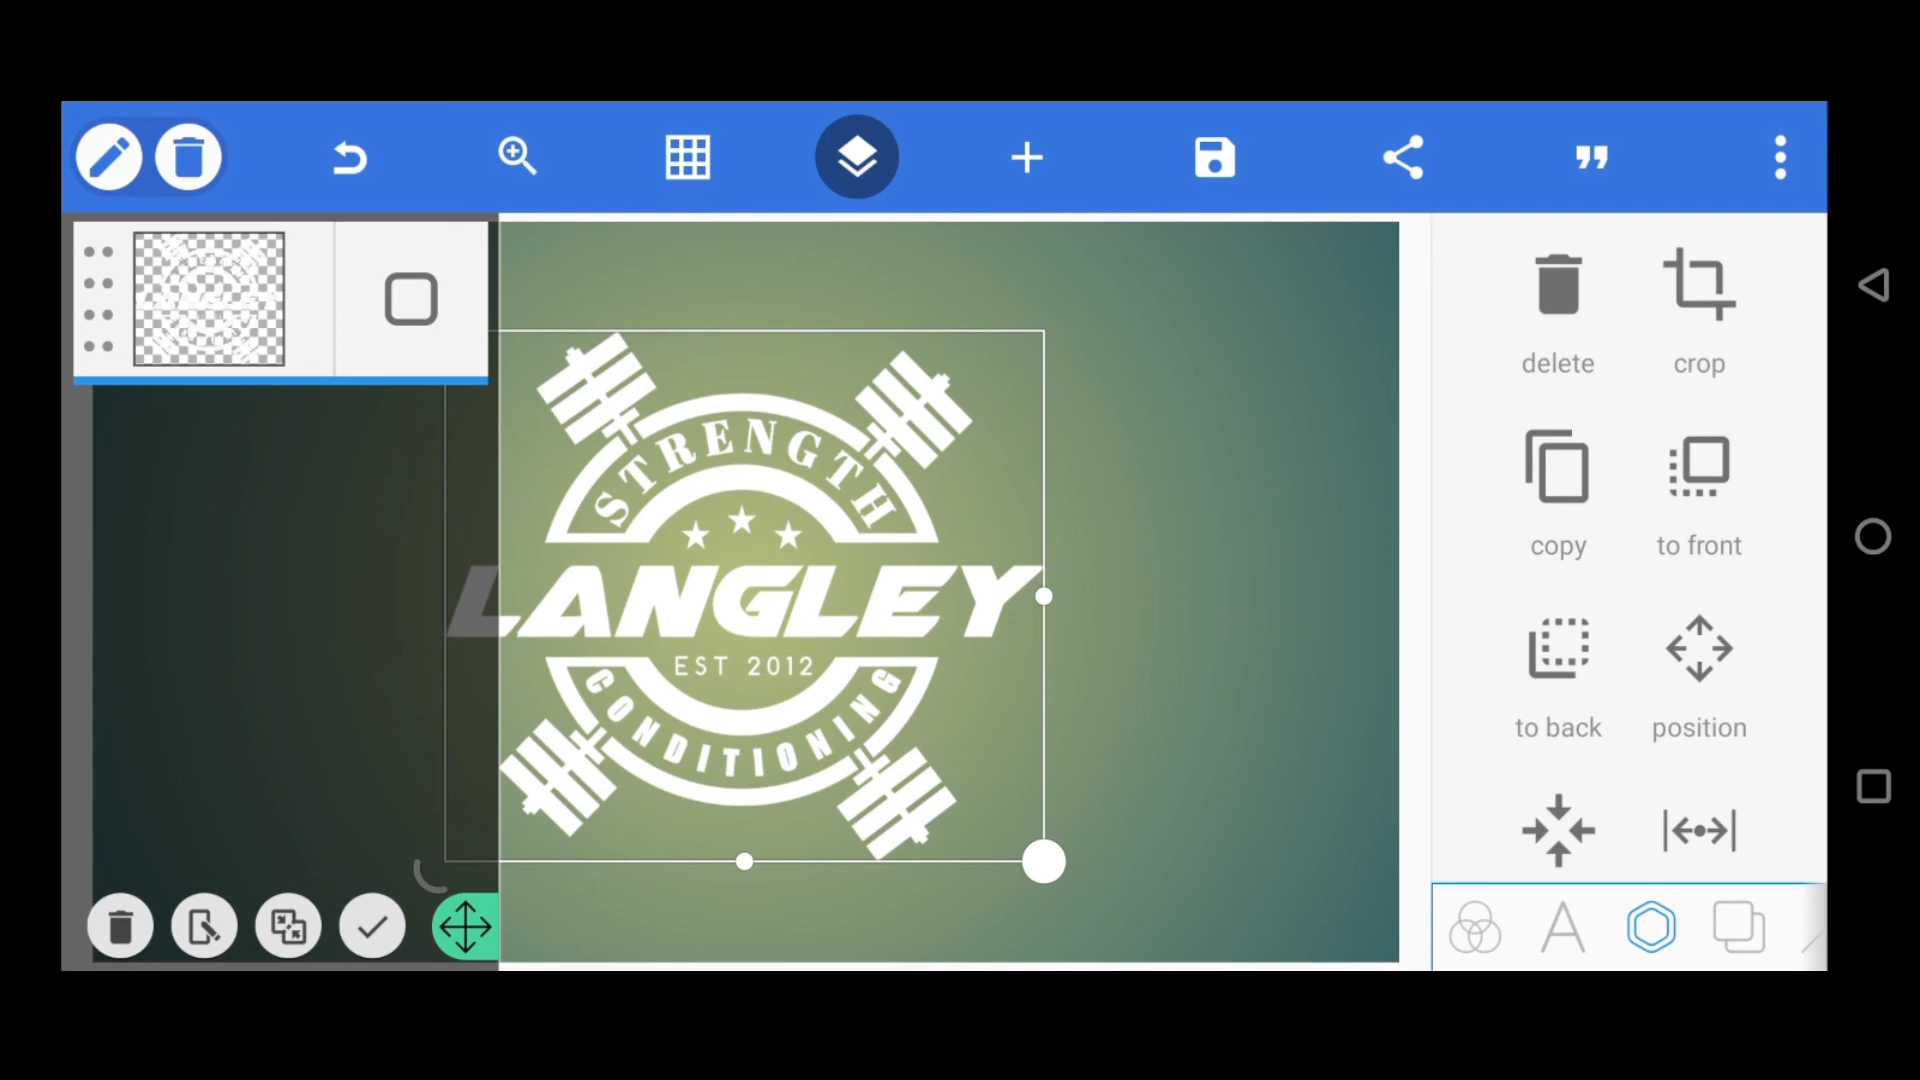 STRENGTH
LANGLEY
EST 2012
CONDITIONING
delete
crop
copy
to front
to back
position